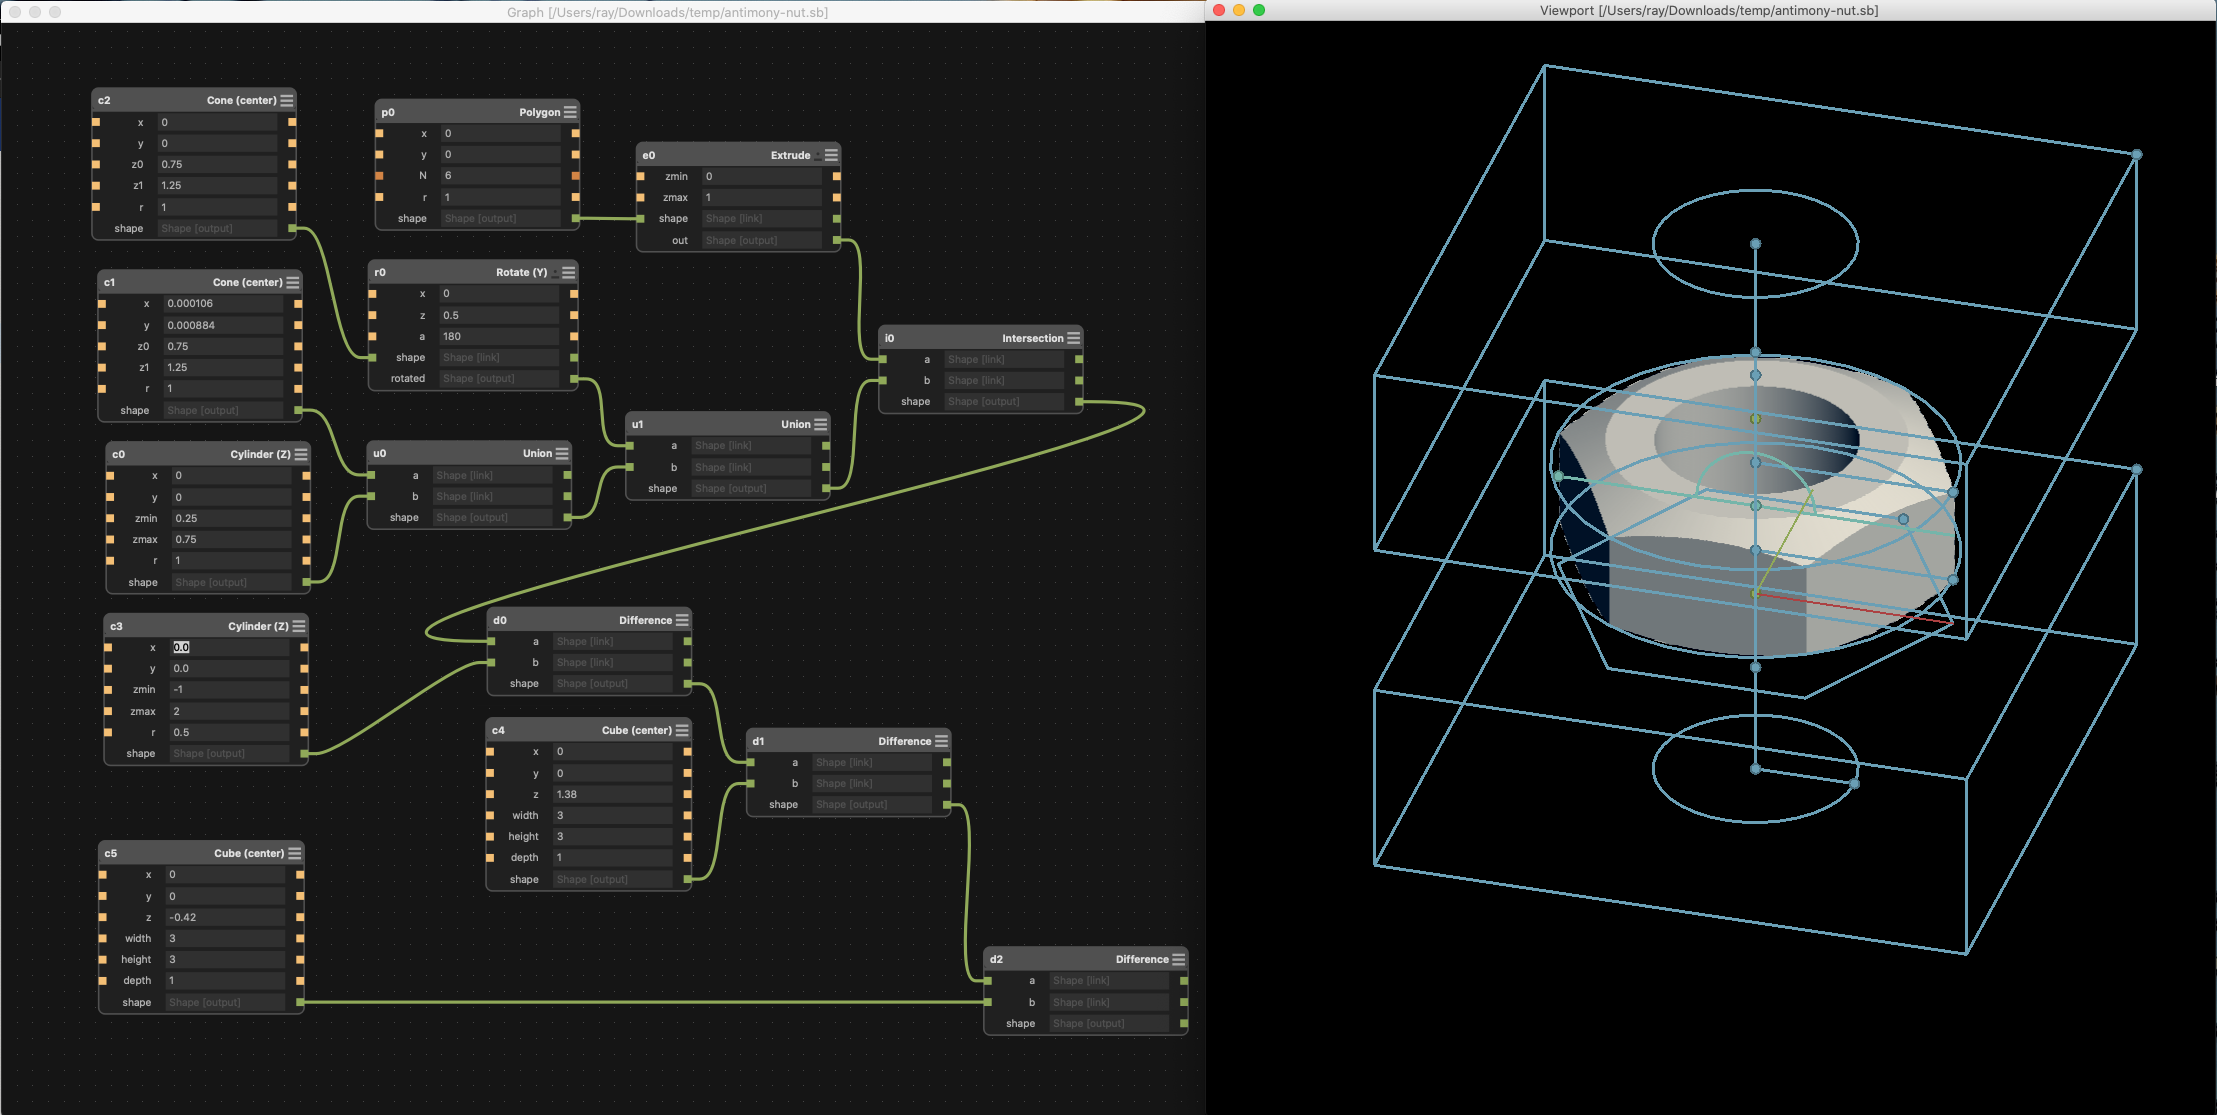 Graph [/Users/ray/Downloads/temp/antimony-nut.sb]
Viewport [/Users/ray/Downloads/temp/antimony-nut.sb]
c2 Cone (center)
x 0
y 0
z0 0.75
z1 1.25
r 1
shape Shape [output]
p0 Polygon
x 0
y 0
N 6
r 1
shape Shape [output]
e0 Extrude
zmin 0
zmax 1
shape Shape [link]
out Shape [output]
c1 Cone (center)
x 0.000106
y 0.000884
z0 0.75
z1 1.25
r 1
shape Shape [output]
r0 Rotate (Y)
x 0
z 0.5
a 180
shape Shape [link]
rotated Shape [output]
i0 Intersection
a Shape [link]
b Shape [link]
shape Shape [output]
c0 Cylinder (Z)
x 0
y 0
zmin 0.25
zmax 0.75
r 1
shape Shape [output]
u0 Union
a Shape [link]
b Shape [link]
shape Shape [output]
u1 Union
a Shape [link]
b Shape [link]
shape Shape [output]
c3 Cylinder (Z)
x 0.0
y 0.0
zmin -1
zmax 2
r 0.5
shape Shape [output]
d0 Difference
a Shape [link]
b Shape [link]
shape Shape [output]
c4 Cube (center)
x 0
y 0
z 1.38
width 3
height 3
depth 1
shape Shape [output]
d1 Difference
a Shape [link]
b Shape [link]
shape Shape [output]
c5 Cube (center)
x 0
y 0
z -0.42
width 3
height 3
depth 1
shape Shape [output]
d2 Difference
a Shape [link]
b Shape [link]
shape Shape [output]